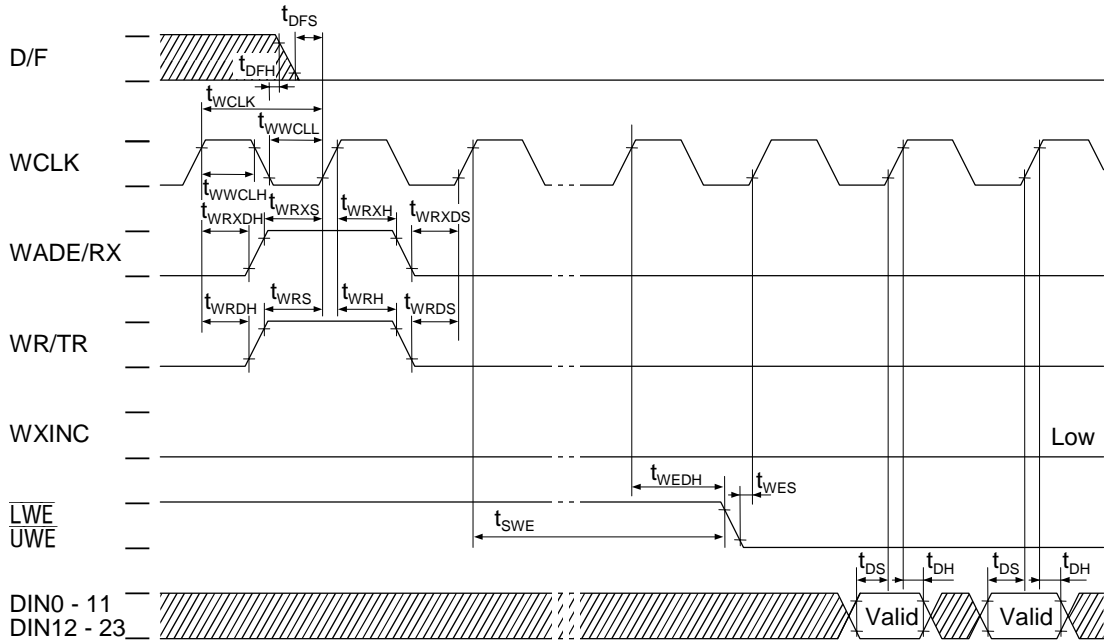 tDFS
D/F
tDFH
tWCLK
tWWCLL
WCLK
tWWCLH
tWRXDH tWRXS tWRXH tWRXDS
WADE/RX
tWRDH tWRS tWRH tWRDS
WR/TR
WXINC
Low
tWEDH tWES
LWE
UWE
tSWE
tDS tDH tDS tDH
DIN0 - 11
DIN12 - 23
Valid Valid